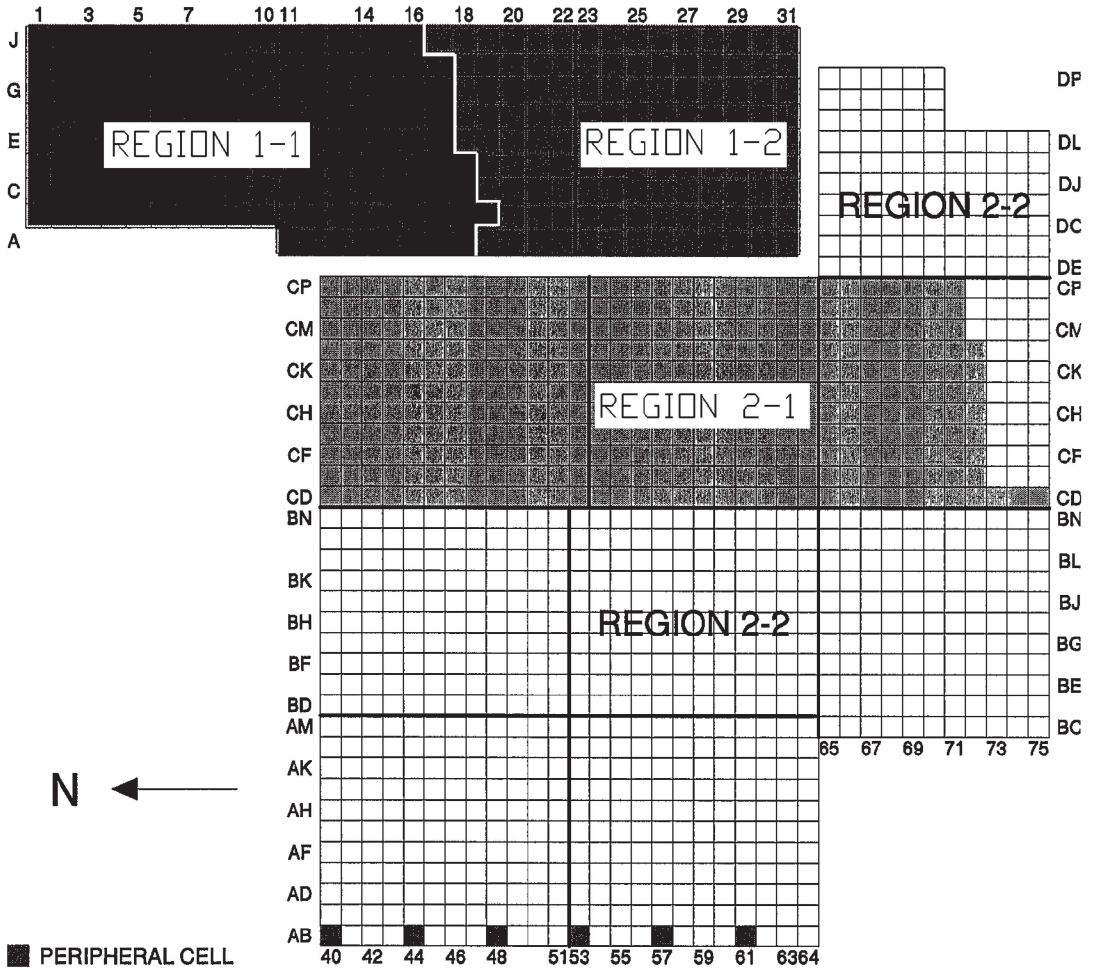 1 3 5 7 10 11 14 16 18 20 22 23 25 27 29 31
J
G
E
C
A
REGION 1-1
REGION 1-2
DP
DL
DJ
DC
DE
REGION 2-2
CP CP
CM CM
CK CK
CH CH
CF CF
CD CD
REGION 2-1
BN BN
BL
BK
BJ
BH
REGION 2-2
BG
BF
BE
BD
BC
AM
65 67 69 71 73 75
AK
N
AH
AF
AD
AB
40 42 44 46 48 51 53 55 57 59 61 63 64
PERIPHERAL CELL